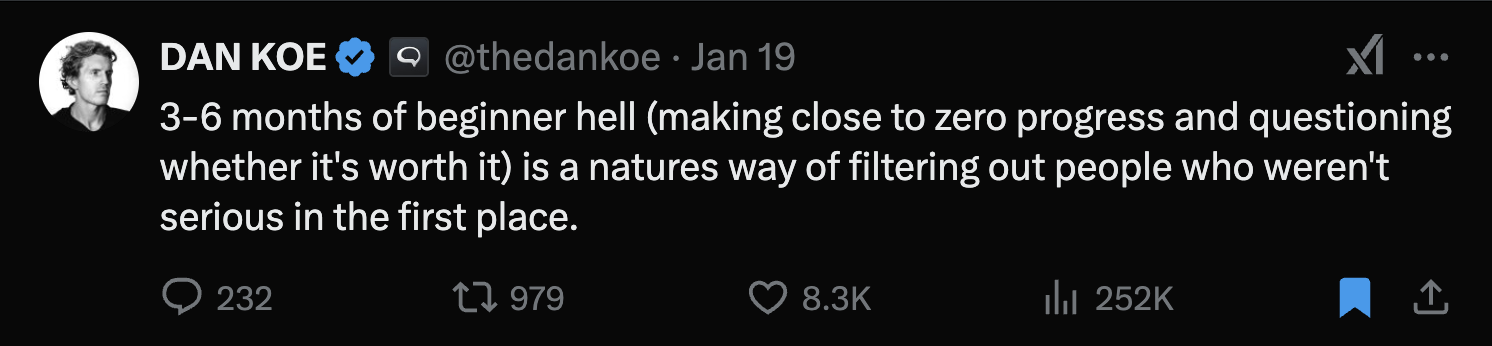 DAN KOE @thedankoe · Jan 19
3-6 months of beginner hell (making close to zero progress and questioning
whether it's worth it) is a natures way of filtering out people who weren't
serious in the first place.
232 979 8.3K 252K